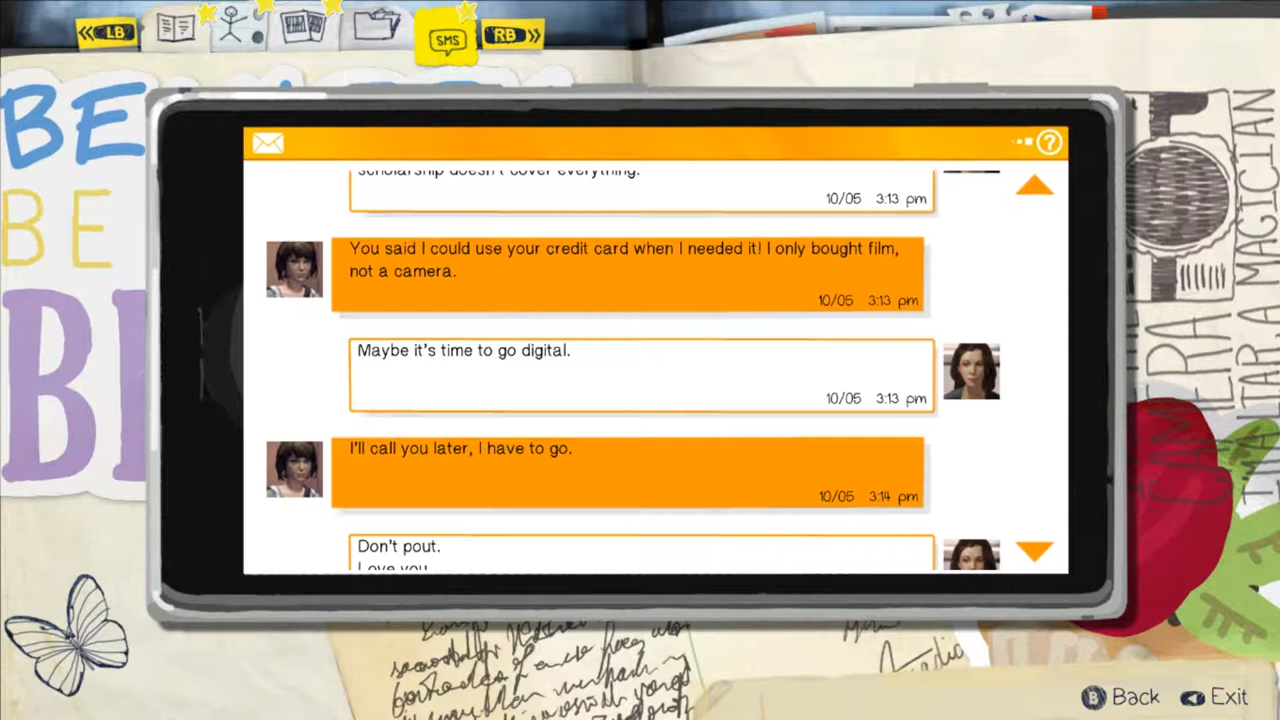 LB
SMS
RB
BE
BE
scholarship doesn't cover everything.
10/05 3:13 pm
You said I could use your credit card when I needed it! I only bought film,
not a camera.
10/05 3:13 pm
Maybe it's time to go digital.
10/05 3:13 pm
I'll call you later, I have to go.
10/05 3:14 pm
Don't pout.
Love you
MAGICIAN
B Back
Exit